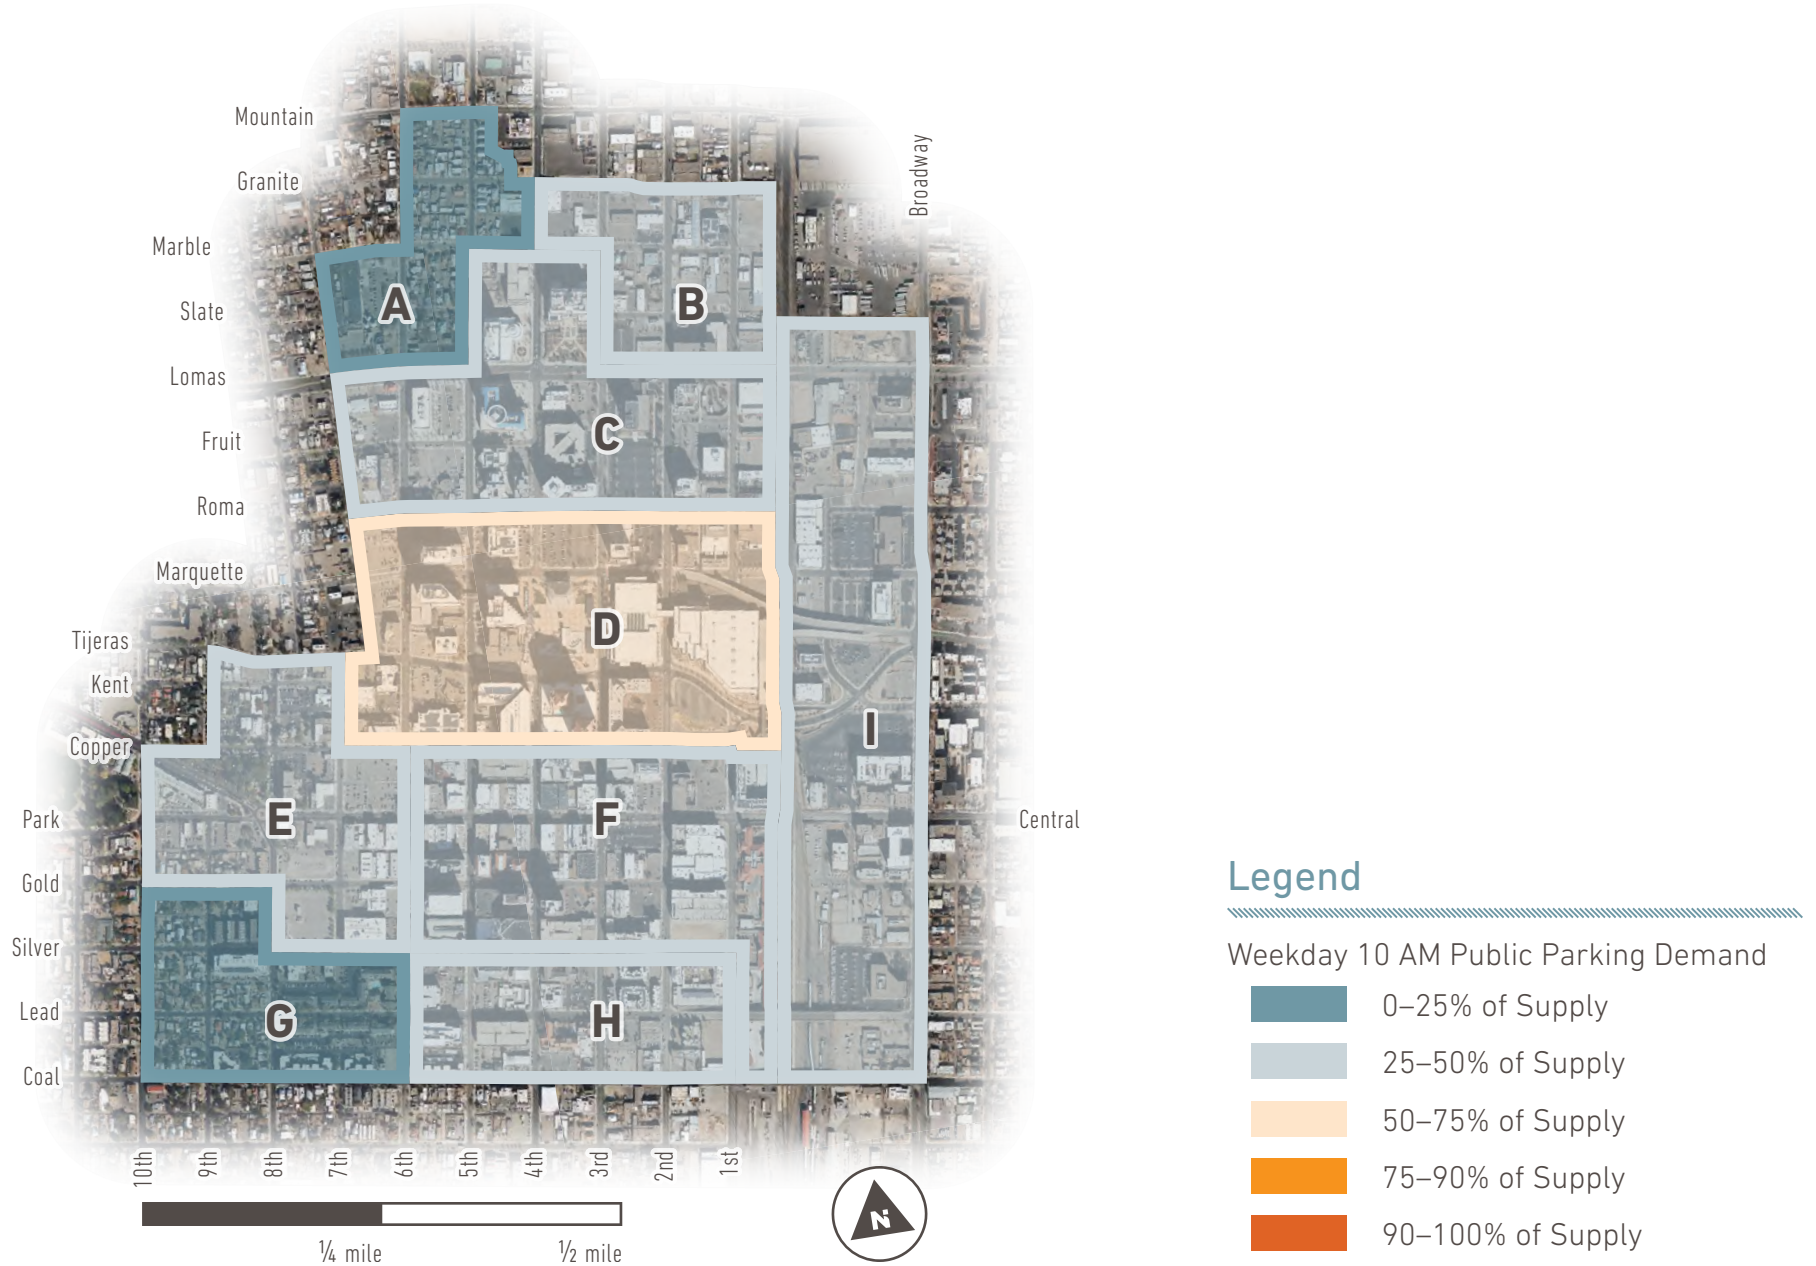 Mountain
Granite
Marble
Slate
Lomas
Fruit
Roma
Marquette
Tijeras
Kent
Copper
Park
Gold
Silver
Lead
Coal
Broadway
Central
A
B
C
D
I
E
F
G
H
10th
9th
8th
7th
6th
5th
4th
3rd
2nd
1st
¼ mile
½ mile
N
Legend
Weekday 10 AM Public Parking Demand
0–25% of Supply
25–50% of Supply
50–75% of Supply
75–90% of Supply
90–100% of Supply